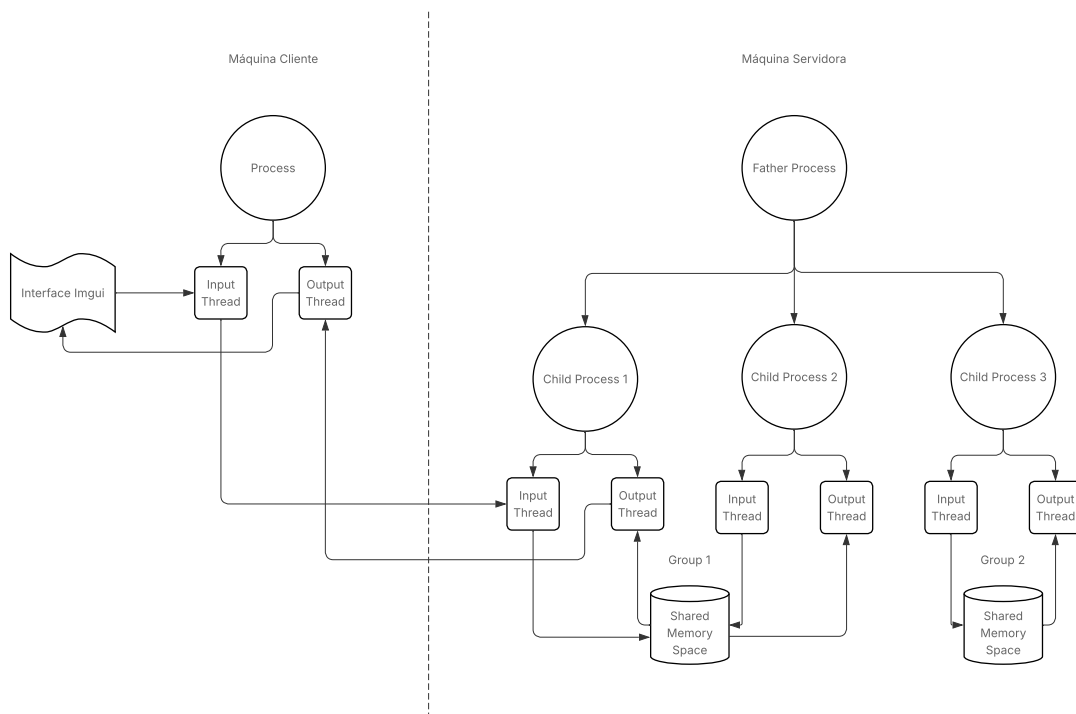 Máquina Cliente
Máquina Servidora
Process
Father Process
Interface Imgui
Input
Thread
Output
Thread
Child Process 1
Child Process 2
Child Process 3
Input
Thread
Output
Thread
Input
Thread
Output
Thread
Input
Thread
Output
Thread
Group 1
Group 2
Shared
Memory
Space
Shared
Memory
Space